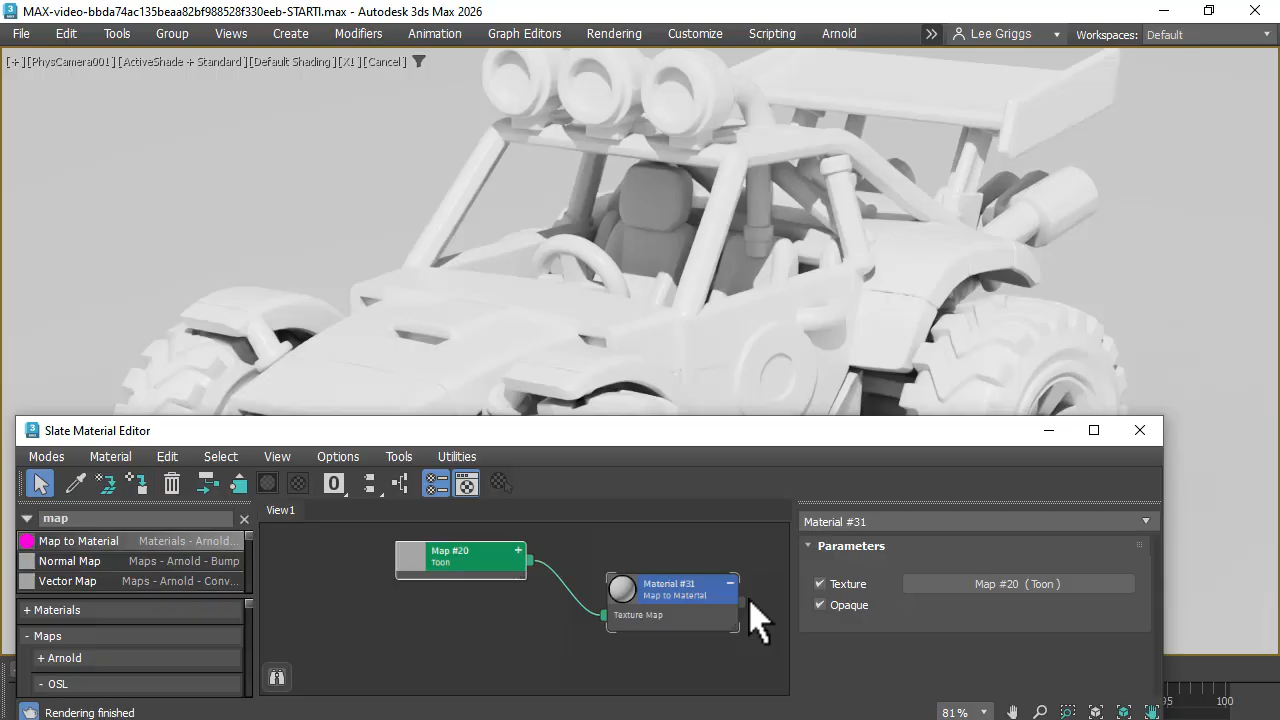 MAX-video-bbda74ac135beaa82bf988528f330eeb-STARTI.max - Autodesk 3ds Max 2026
File Edit Tools Group Views Create Modifiers Animation Graph Editors Rendering Customize Scripting Arnold Lee Griggs Workspaces: Default
[+] [PhysCamera001] [ActiveShade + Standard] [Default Shading] [X1] [Cancel]
Slate Material Editor
Modes Material Edit Select View Options Tools Utilities
0
View1
map
Map to Material Materials - Arnold...
Normal Map Maps - Arnold - Bump
Vector Map Maps - Arnold - Conv...
+ Materials
- Maps
+ Arnold
- OSL
Map #20
Toon
Material #31
Map to Material
Texture Map
Material #31
Parameters
Texture Map #20 ( Toon )
Opaque
95 100
Rendering finished
81%